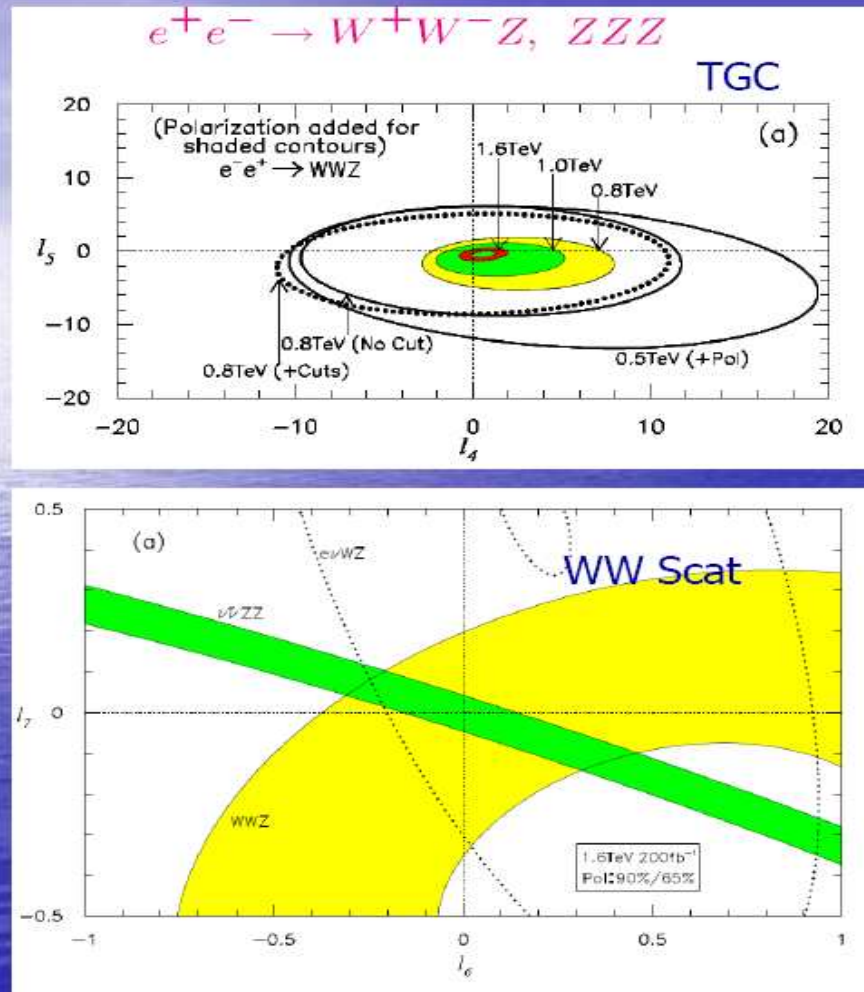 e⁺e⁻ → W⁺W⁻Z, ZZZ
TGC
(Polarization added for
shaded contours)
e⁻e⁺ → WWZ
(a)
1.6TeV
1.0TeV
0.8TeV
0.8TeV (No Cut)
0.8TeV (+Cuts)
0.5TeV (+Pol)
20
10
0
−10
−20
l₅
−20 −10 0 10 20
l₄
(a)
WW Scat
eνWZ
νν̄ZZ
WWZ
1.6TeV 200fb⁻¹
Pol:90%/65%
0.5
0
−0.5
l₇
−1 −0.5 0 0.5 1
l₆